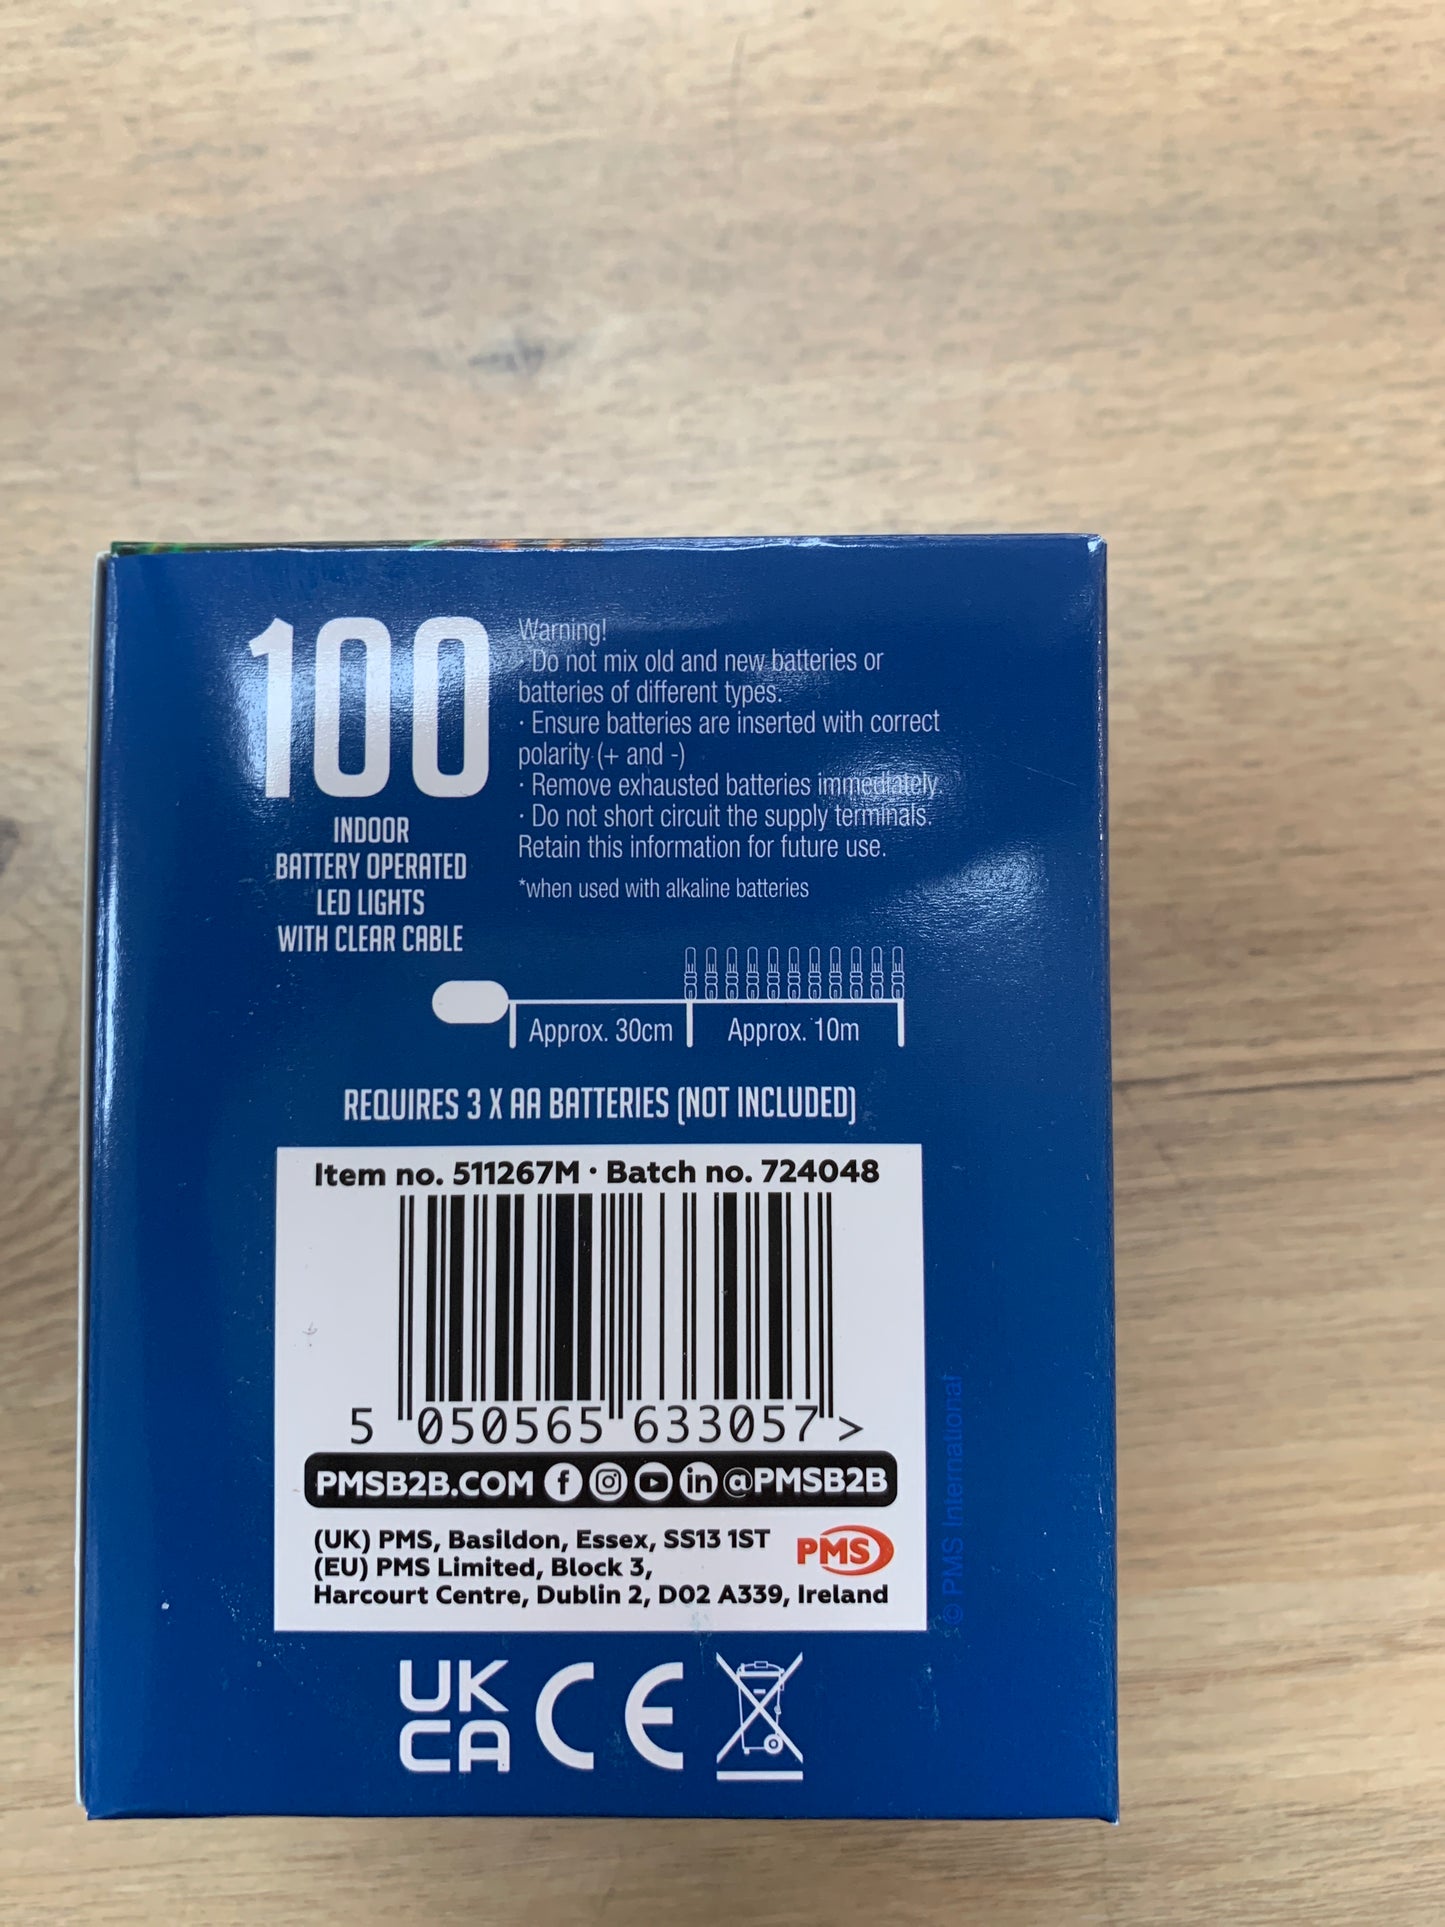 100
INDOOR
BATTERY OPERATED
LED LIGHTS
WITH CLEAR CABLE
Warning!
· Do not mix old and new batteries or
batteries of different types.
· Ensure batteries are inserted with correct
polarity (+ and -)
· Remove exhausted batteries immediately.
· Do not short circuit the supply terminals.
Retain this information for future use.
*when used with alkaline batteries
Approx. 30cm
Approx. 10m
REQUIRES 3 X AA BATTERIES (NOT INCLUDED)
Item no. 511267M · Batch no. 724048
5 050565 633057 >
PMSB2B.COM f in @PMSB2B
(UK) PMS, Basildon, Essex, SS13 1ST
(EU) PMS Limited, Block 3,
Harcourt Centre, Dublin 2, D02 A339, Ireland
PMS
© PMS International
UK
CA
CE